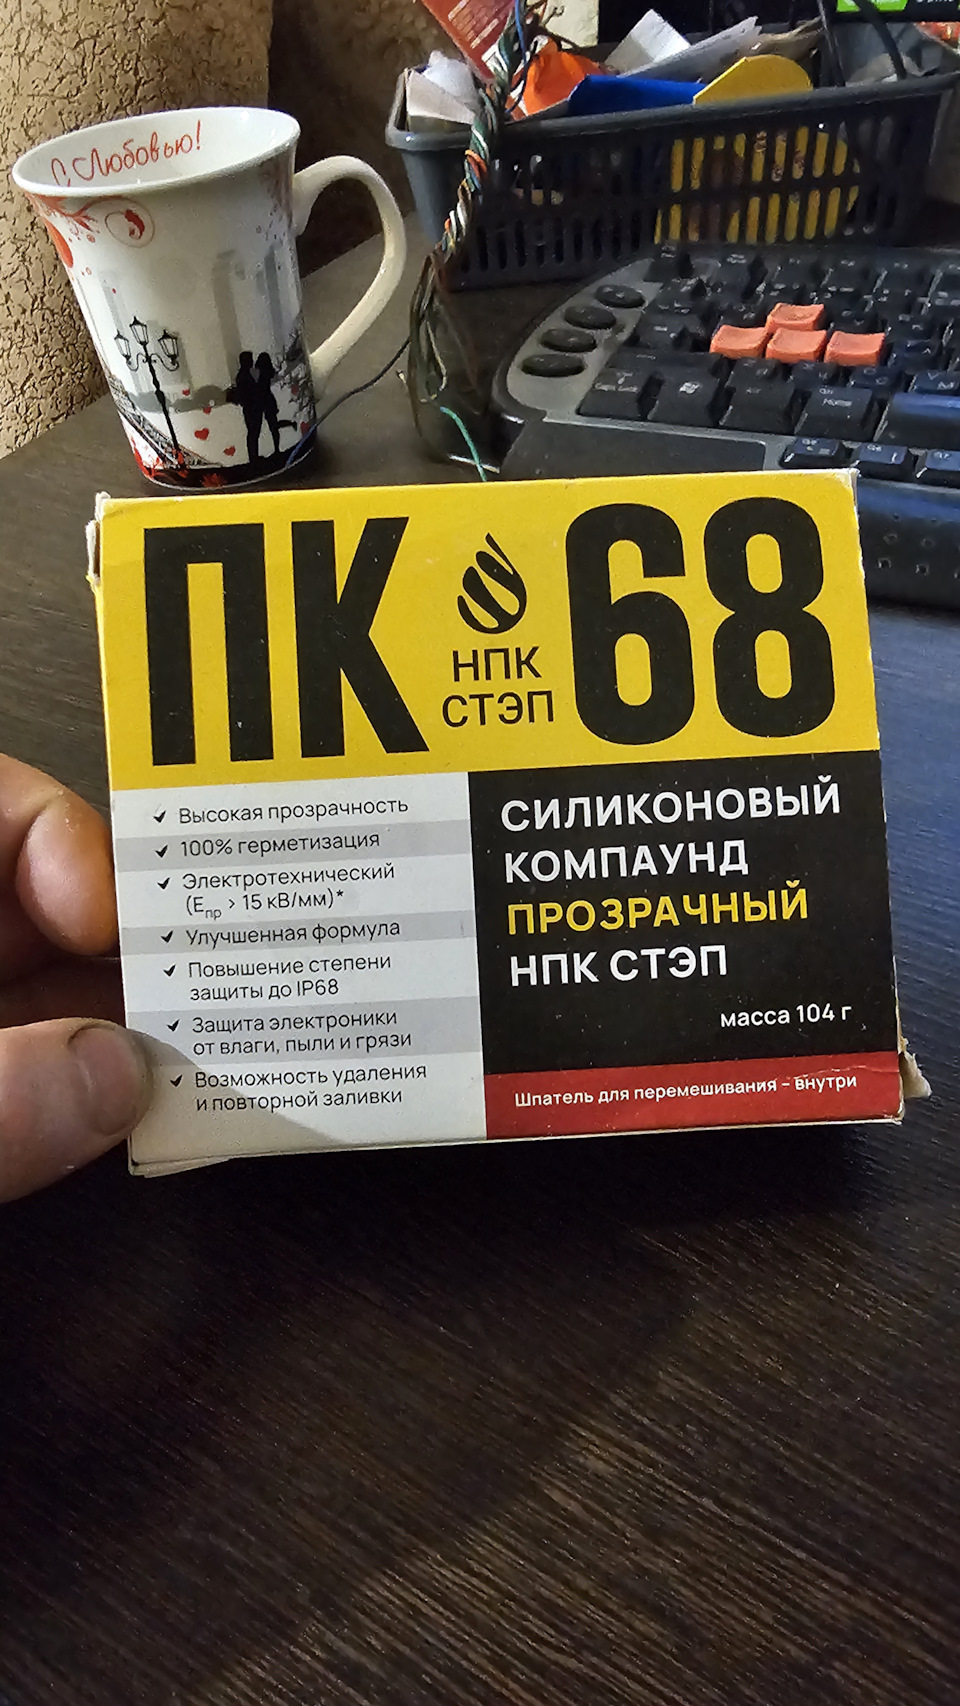 С Любовью!
ПК
НПК
СТЭП
68
Высокая прозрачность
100% герметизация
Электротехнический
(Eпр > 15 кВ/мм)*
Улучшенная формула
Повышение степени
защиты до IP68
Защита электроники
от влаги, пыли и грязи
Возможность удаления
и повторной заливки
СИЛИКОНОВЫЙ
КОМПАУНД
ПРОЗРАЧНЫЙ
НПК СТЭП
масса 104 г
Шпатель для перемешивания – внутри